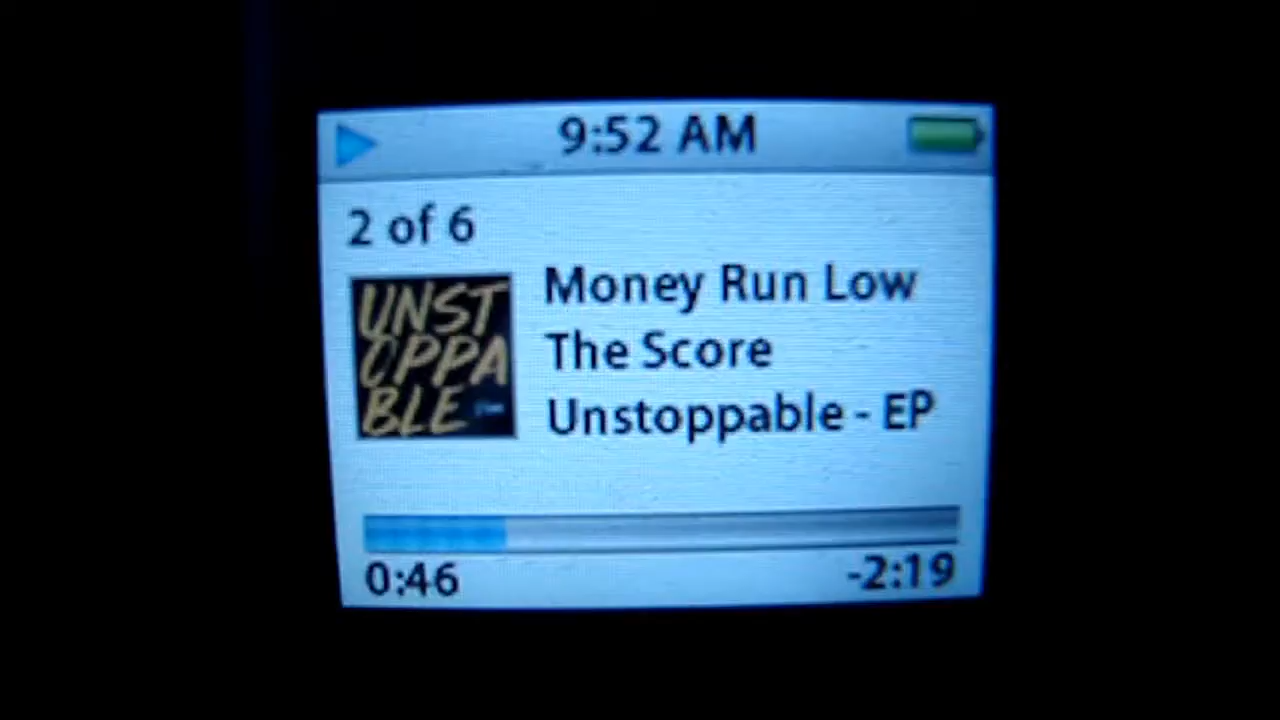 9:52 AM
2 of 6
UNST
OPPA
BLE
Money Run Low
The Score
Unstoppable - EP
0:46
-2:19